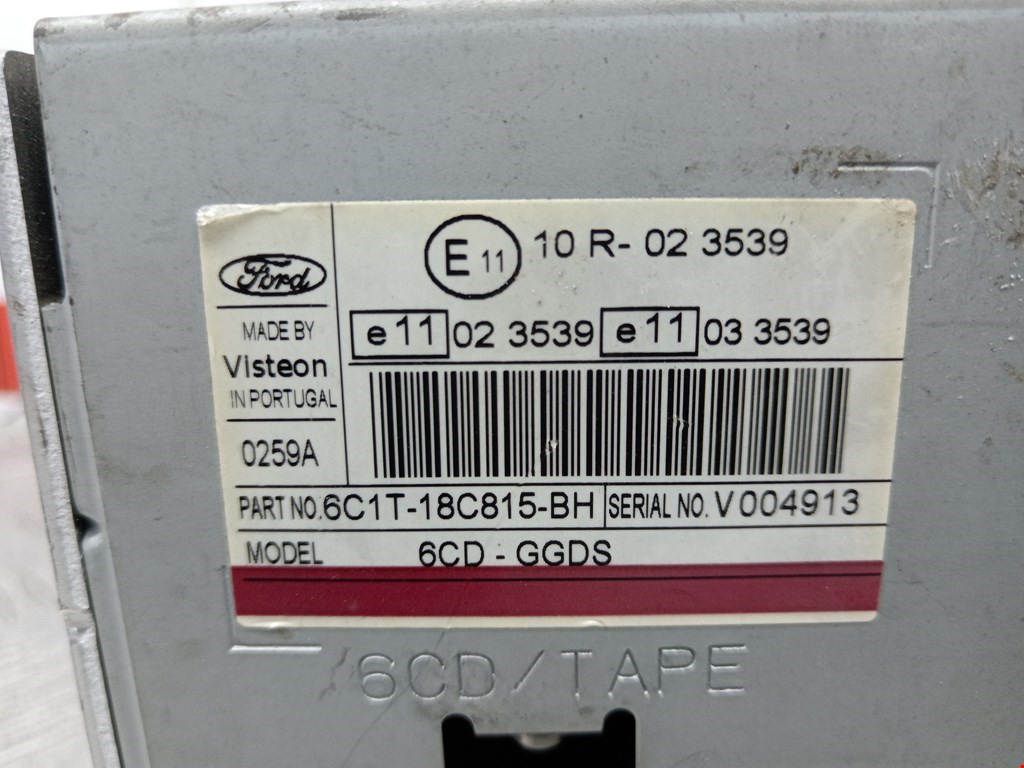 Ford
MADE BY
Visteon
IN PORTUGAL
0259A
E 11 10 R- 02 3539
e 11 02 3539 e 11 03 3539
PART NO. 6C1T-18C815-BH SERIAL NO. V004913
MODEL 6CD - GGDS
6CD/TAPE